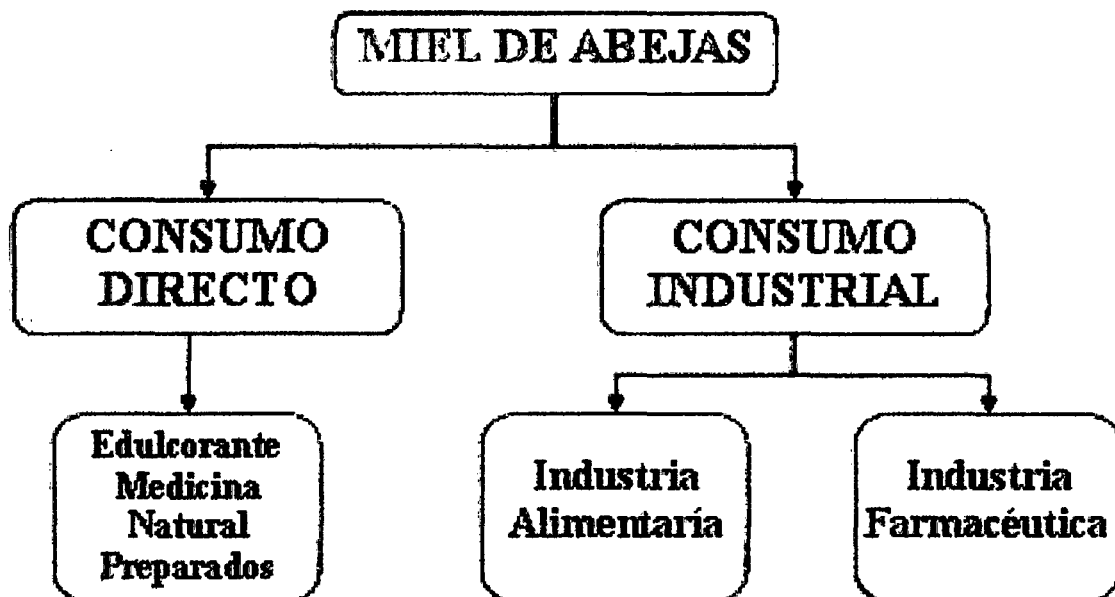 MIEL DE ABEJAS
CONSUMO
DIRECTO
CONSUMO
INDUSTRIAL
Edulcorante
Medicina
Natural
Preparados
Industria
Alimentaría
Industria
Farmacéutica